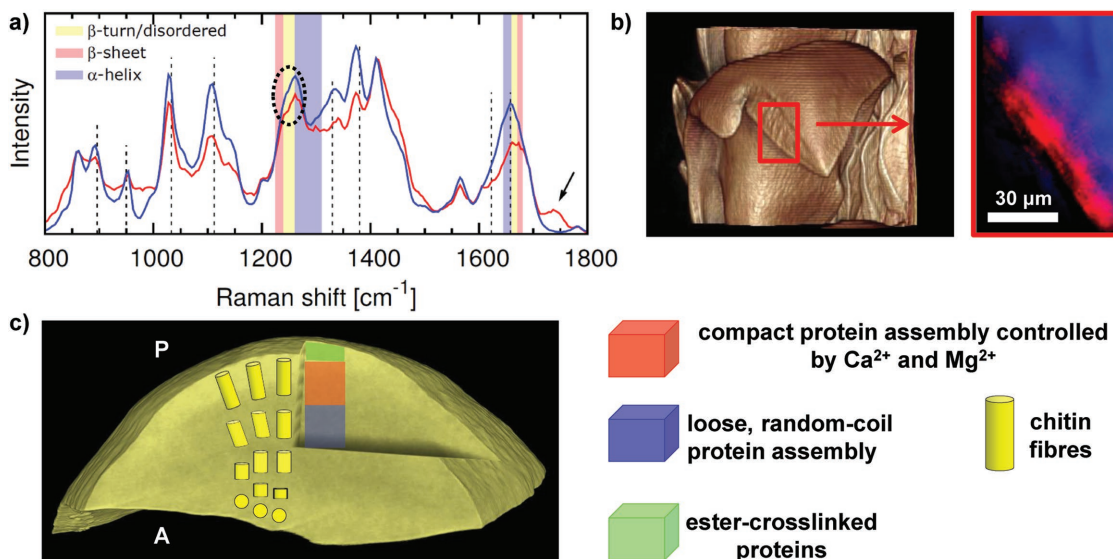 a)
β-turn/disordered
β-sheet
α-helix
Intensity
800 1000 1200 1400 1600 1800
Raman shift [cm⁻¹]
b)
30 µm
c)
P
A
compact protein assembly controlled
by Ca²⁺ and Mg²⁺
loose, random-coil
protein assembly
chitin
fibres
ester-crosslinked
proteins